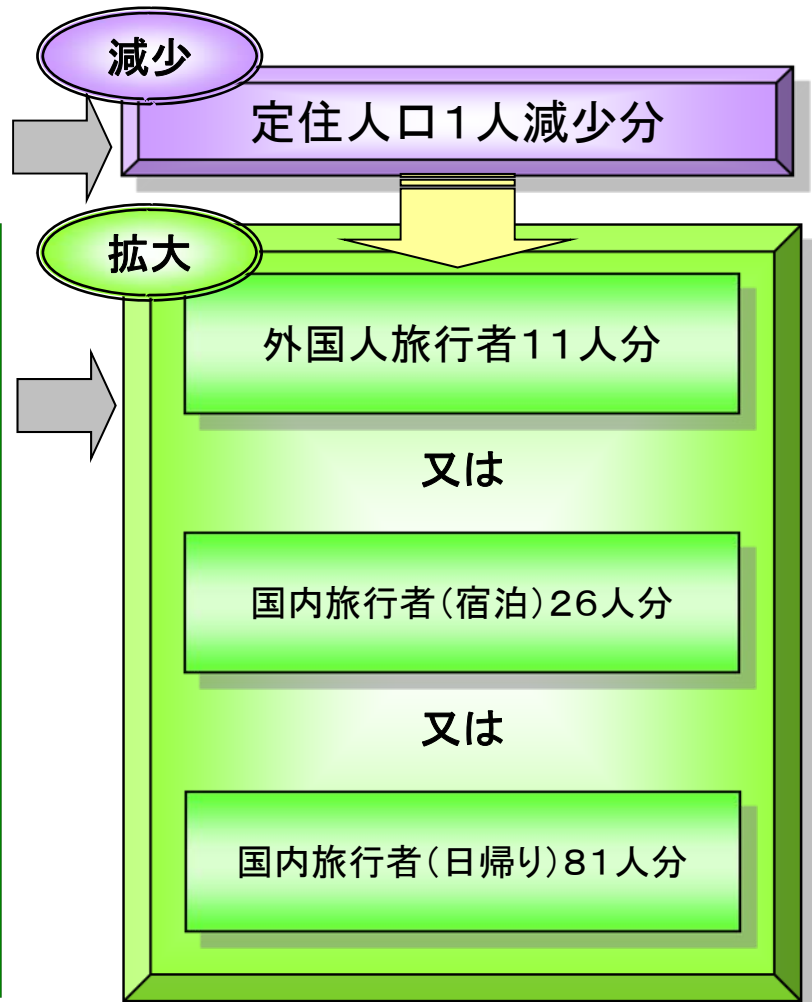 減少
定住人口１人減少分
拡大
外国人旅行者１１人分
又は
国内旅行者（宿泊）２６人分
又は
国内旅行者（日帰り）８１人分